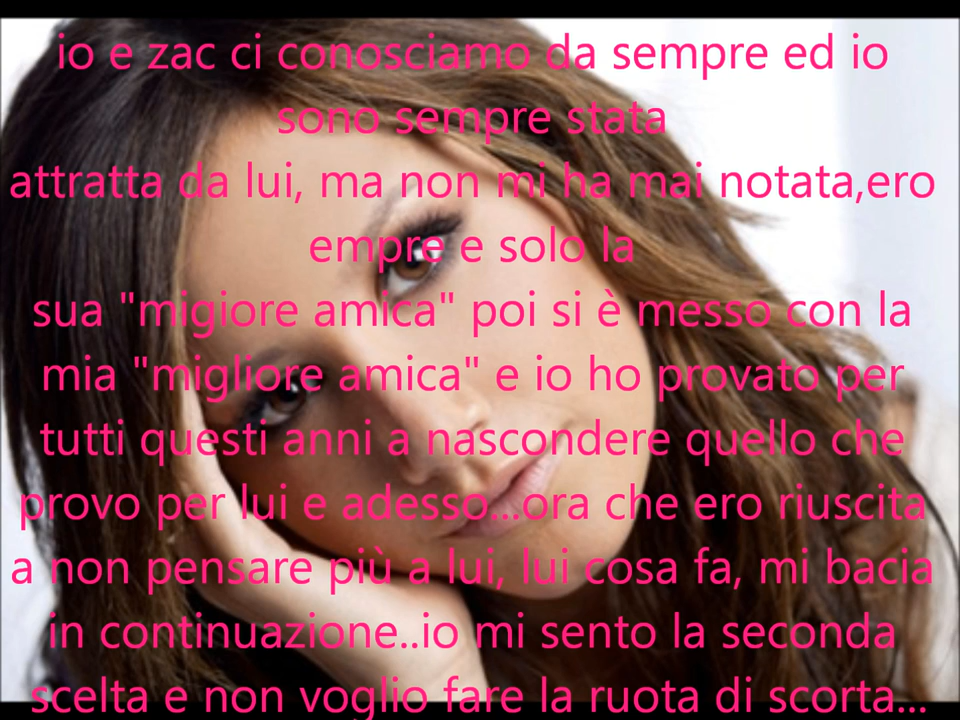 io e zac ci conosciamo da sempre ed io
sono sempre stata
attratta da lui, ma non mi ha mai notata,ero
empre e solo la
sua "migiore amica" poi si è messo con la
mia "migliore amica" e io ho provato per
tutti questi anni a nascondere quello che
provo per lui e adesso...ora che ero riuscita
a non pensare più a lui, lui cosa fa, mi bacia
in continuazione..io mi sento la seconda
scelta e non voglio fare la ruota di scorta...